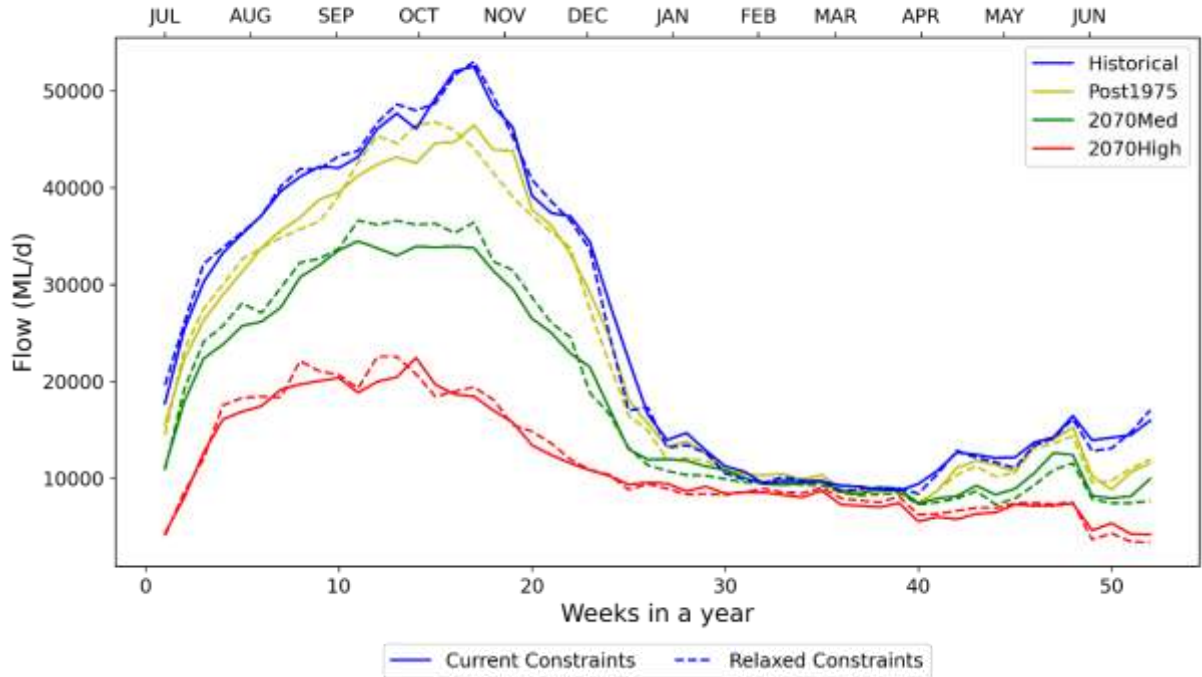 JUL AUG SEP OCT NOV DEC JAN FEB MAR APR MAY JUN
Historical
Post1975
2070Med
2070High
50000
40000
30000
20000
10000
Flow (ML/d)
0 10 20 30 40 50
Weeks in a year
Current Constraints Relaxed Constraints